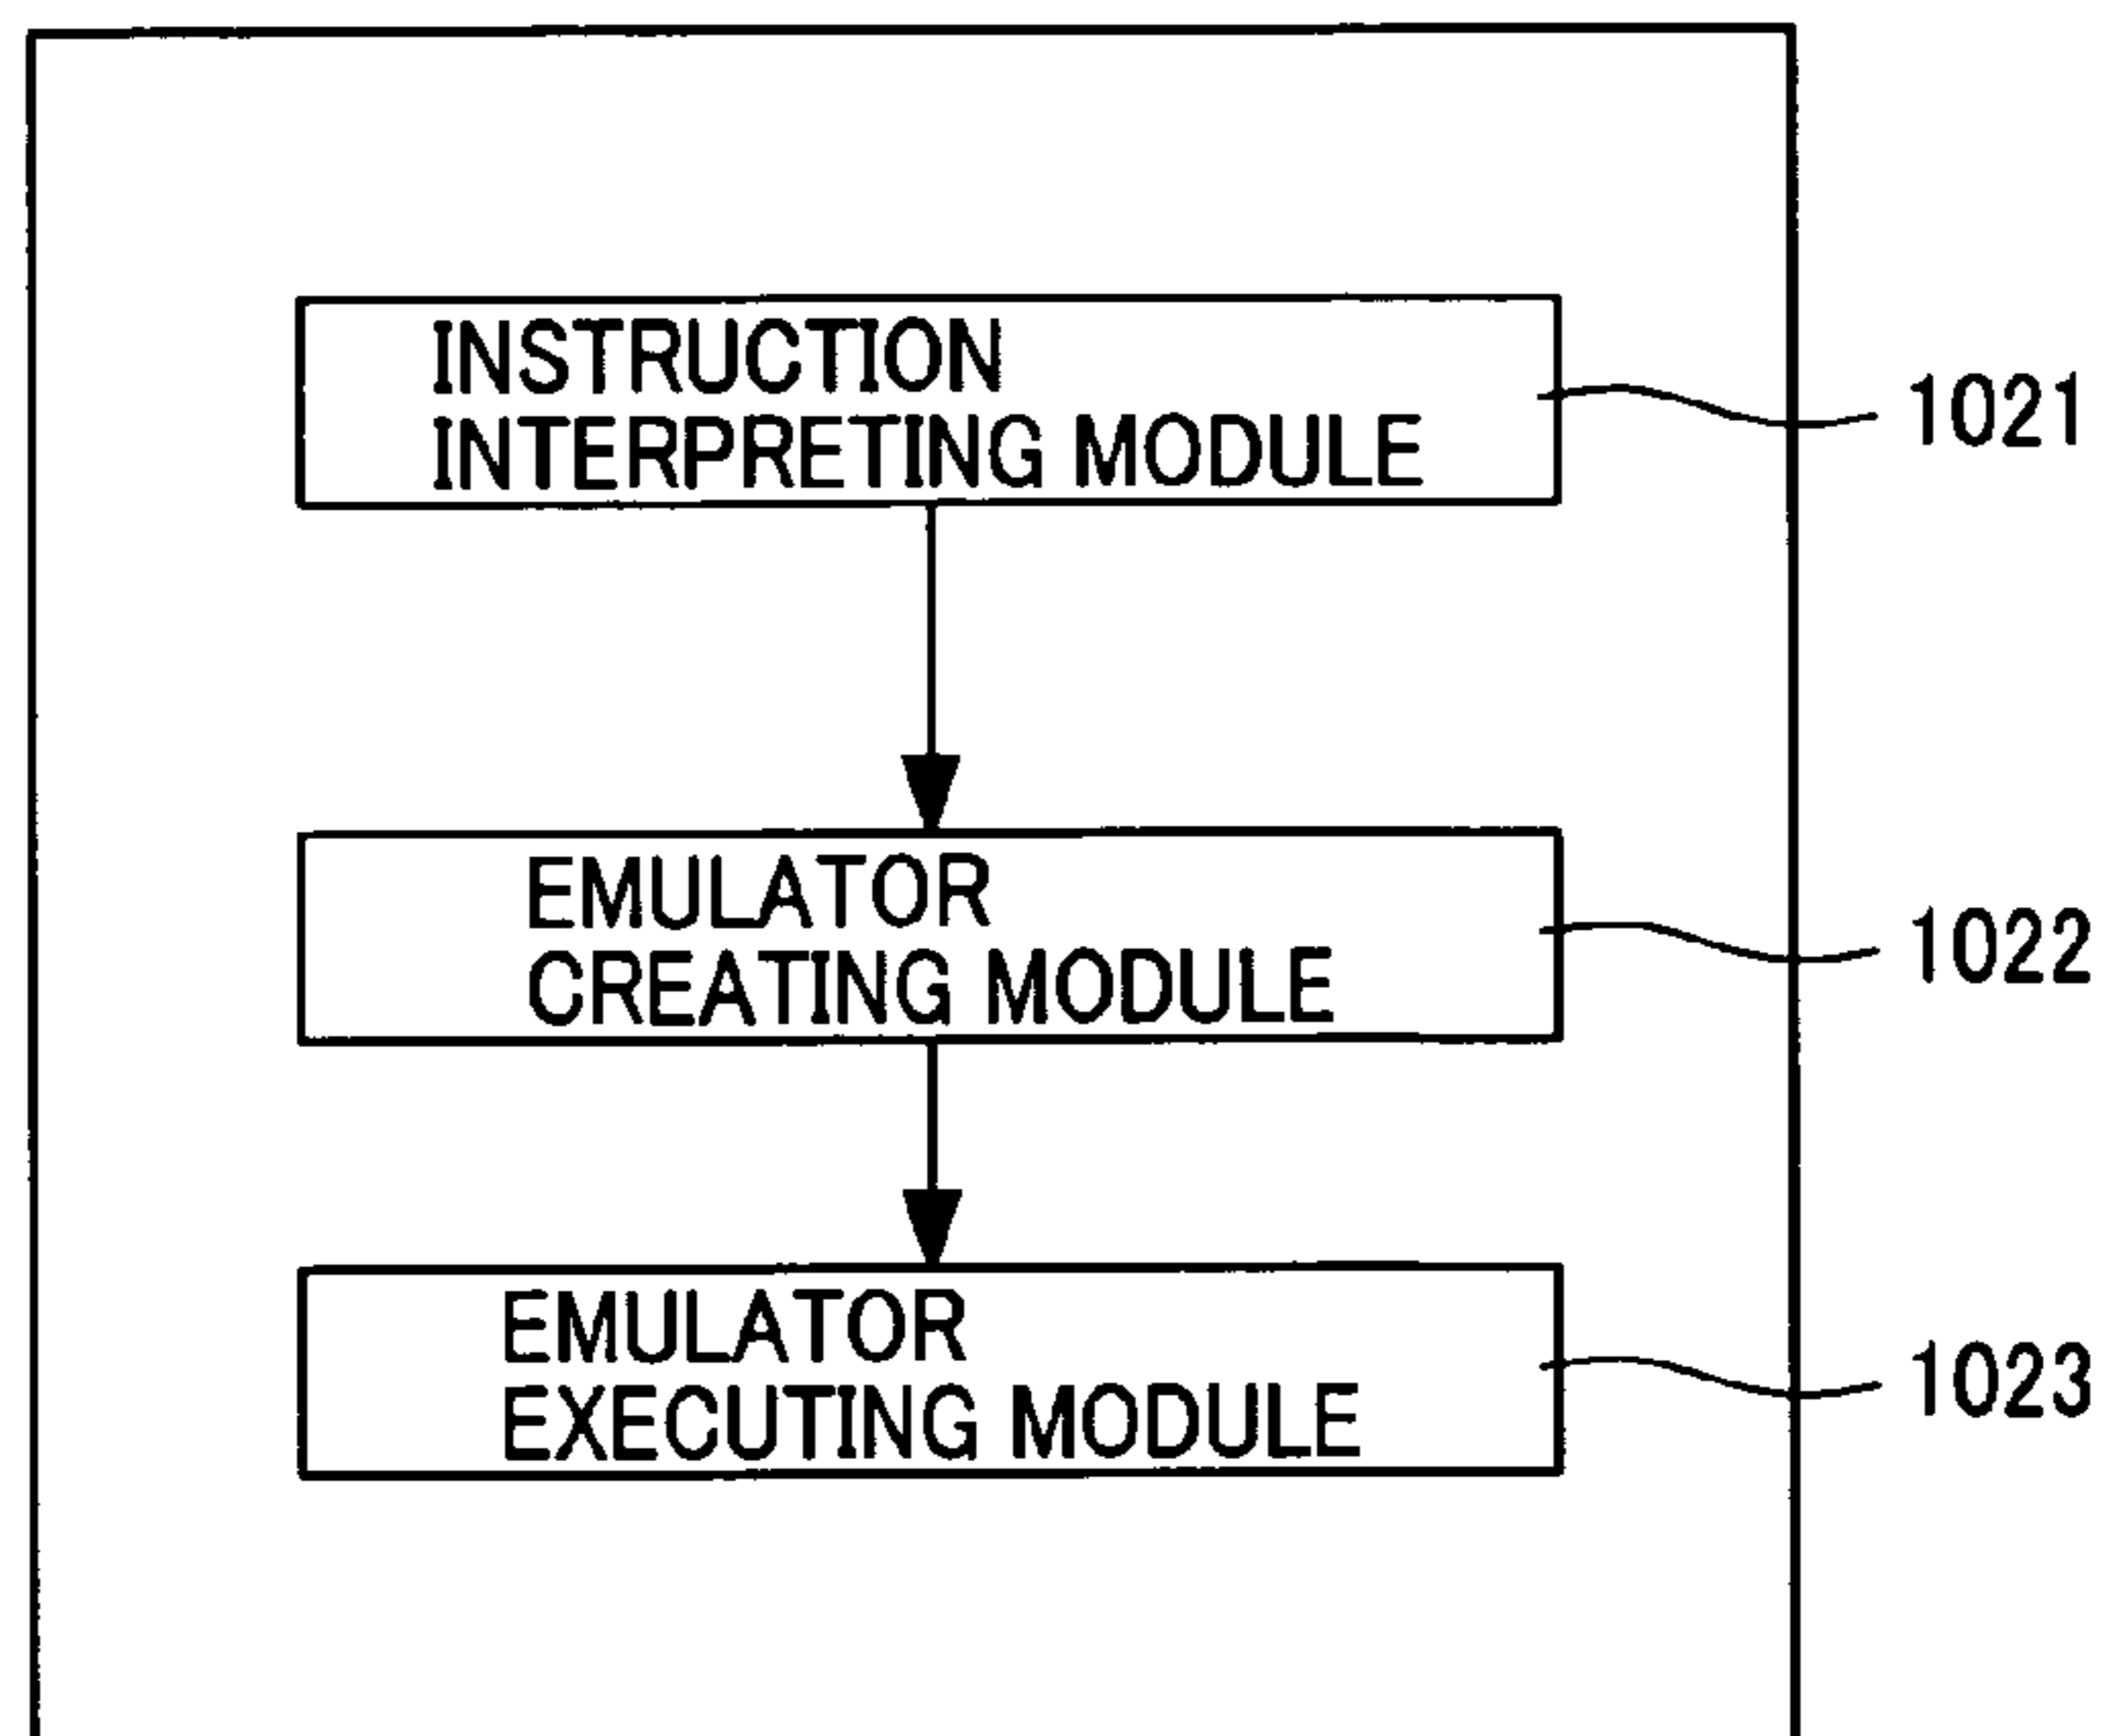 INSTRUCTION
INTERPRETING MODULE
1021
EMULATOR
CREATING MODULE
1022
EMULATOR
EXECUTING MODULE
1023